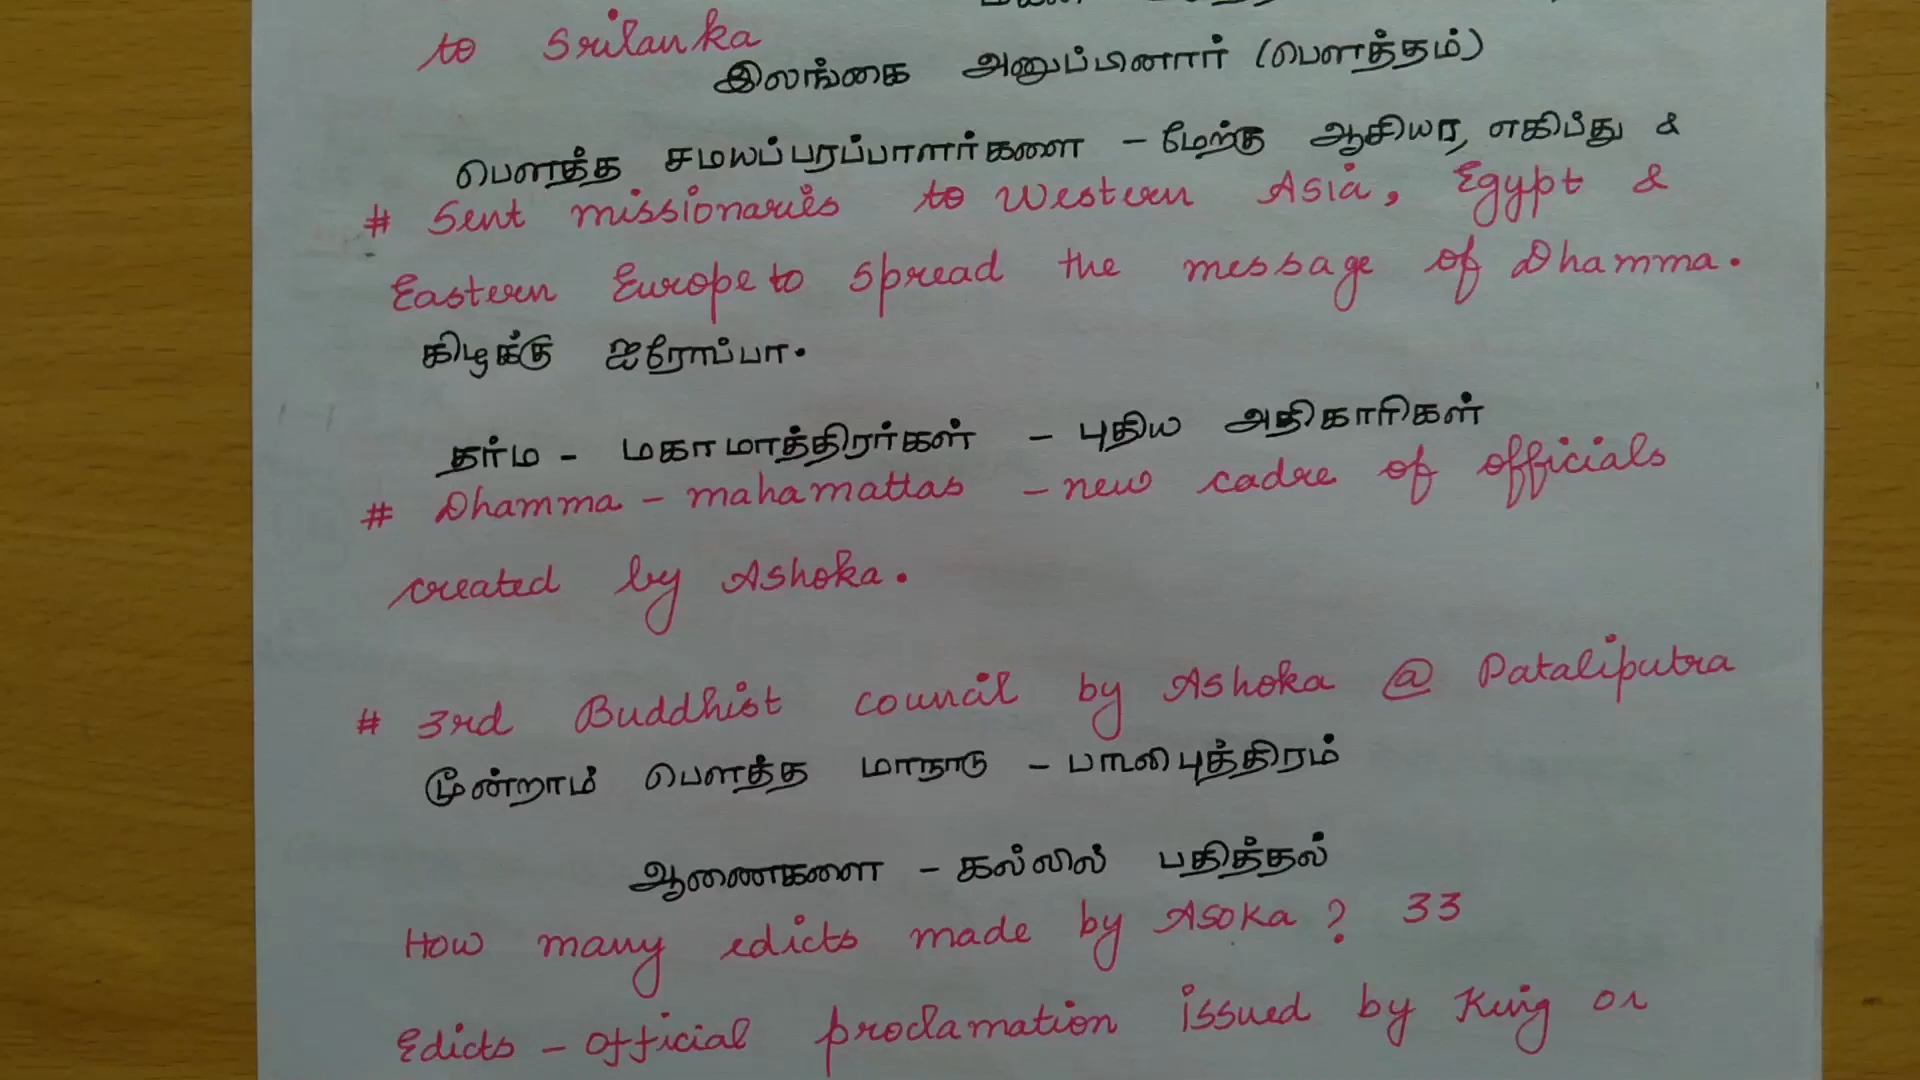 to Srilanka
இலங்கை அனுப்பினார் (பௌத்தம்)
பௌத்த சமயப்பரப்பாளர்களை - மேற்கு ஆசியா, எகிப்து &
# Sent missionaries to Western Asia, Egypt &
Eastern Europe to spread the message of Dhamma.
கிழக்கு ஐரோப்பா.
தர்ம - மகாமாத்திரர்கள் - புதிய அதிகாரிகள்
# Dhamma - mahamattas - new cadre of officials
created by Ashoka.
# 3rd Buddhist council by Ashoka @ Pataliputra
மூன்றாம் பௌத்த மாநாடு - பாடலிபுத்திரம்
ஆணைகளை - கல்லில் பதித்தல்
How many edicts made by Asoka? 33
Edicts - Official proclamation issued by King or